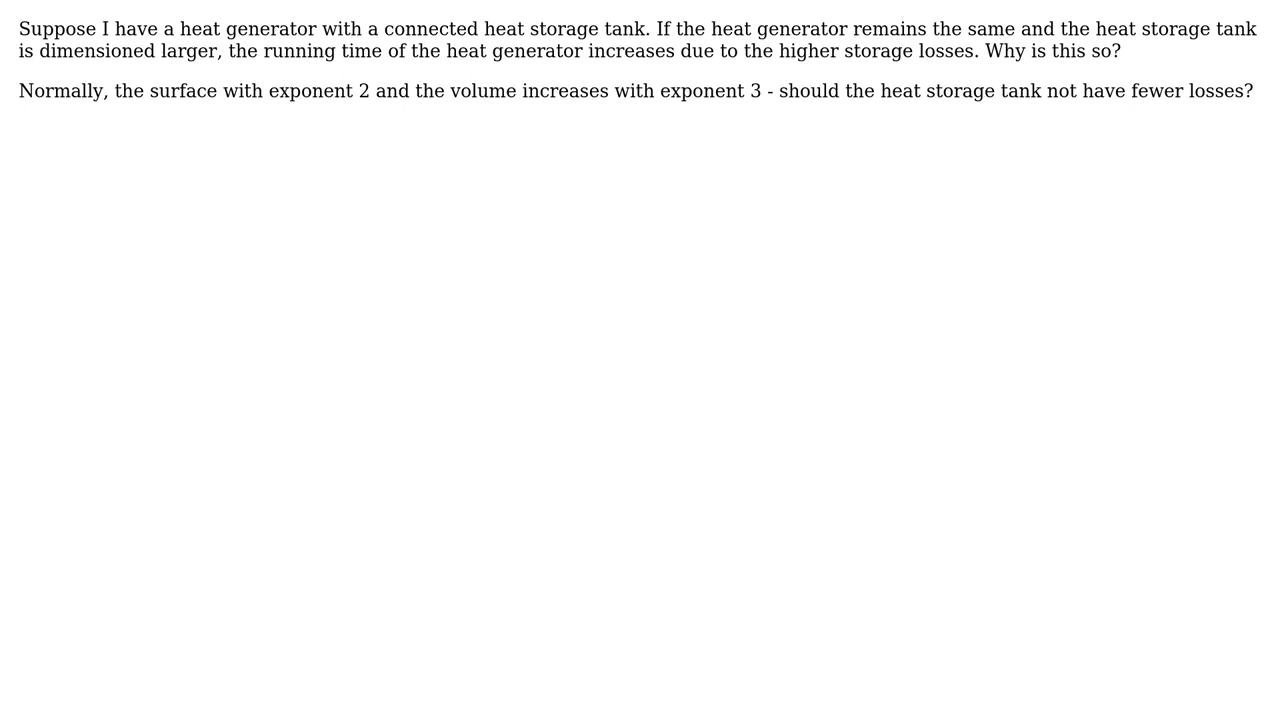 Suppose I have a heat generator with a connected heat storage tank. If the heat generator remains the same and the heat storage tank
is dimensioned larger, the running time of the heat generator increases due to the higher storage losses. Why is this so?
Normally, the surface with exponent 2 and the volume increases with exponent 3 - should the heat storage tank not have fewer losses?